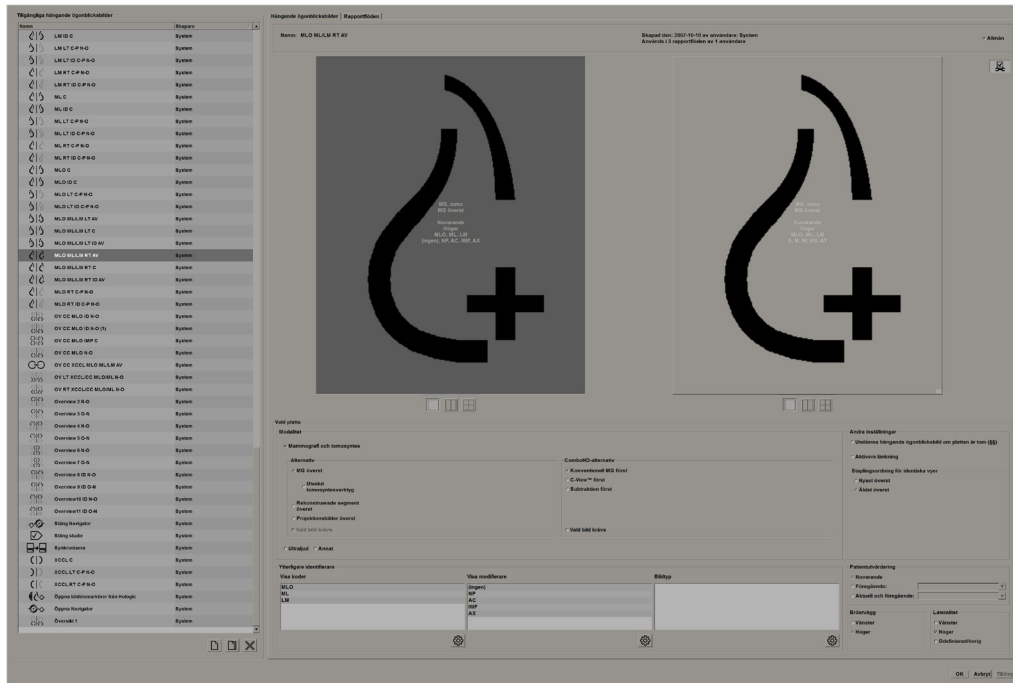 Tillgängliga hängande ögonblicksbilder
Namn Skapare
LM ID C System
LM LT C-P N-O System
LM LT ID C-P N-O System
LM RT C-P N-O System
LM RT ID C-P N-O System
ML C System
ML ID C System
ML LT C-P N-O System
ML LT ID C-P N-O System
ML RT C-P N-O System
ML RT ID C-P N-O System
MLO C System
MLO ID C System
MLO LT C-P N-O System
MLO LT ID C-P N-O System
MLO ML/LM LT AV System
MLO ML/LM LT C System
MLO ML/LM LT ID AV System
MLO ML/LM RT AV System
MLO ML/LM RT C System
MLO ML/LM RT ID AV System
MLO RT C-P N-O System
MLO RT ID C-P N-O System
OV CC MLO ID N-O System
OV CC MLO ID N-O (1) System
OV CC MLO IMP C System
OV CC MLO N-O System
OV CC XCCL MLO ML/LM AV System
OV LT XCCL/CC MLO/ML N-O System
OV RT XCCL/CC MLO/ML N-O System
Overview 2 N-O System
Overview 3 O-N System
Overview 4 N-O System
Overview 5 O-N System
Overview 6 N-O System
Overview 7 O-N System
Overview 8 ID N-O System
Overview 9 ID O-N System
Overview10 ID N-O System
Overview11 ID O-N System
Stäng Navigator System
Stäng studie System
Synkronisera System
XCCL C System
XCCL LT C-P N-O System
XCCL RT C-P N-O System
Öppna bilddatamarkörer från Hologic System
Öppna Navigator System
Översikt 1 System
Hängande ögonblicksbilder Rapportflöden
Namn: MLO ML/LM RT AV
Skapad den: 2007-10-10 av användare: System
Används i 3 rapportflöden av 1 användare
Allmän
MG, tomo
MG överst
Nuvarande
Höger
MLO, ML, LM
(ingen), NP, AC, IMF, AX
MG, tomo
MG överst
Nuvarande
Höger
MLO, ML, LM
Vald platta
Modalitet
Mammografi och tomosyntes
Alternativ
MG överst
Uteslut
tomosyntesverktyg
Rekonstruerade segment
överst
Projektionsbilder överst
Vald bild krävs
ComboHD-alternativ
Konventionell MG först
C-View™ först
Subtraktion först
Vald bild krävs
Ultraljud Annat
Andra inställningar
Utelämna hängande ögonblicksbild om platten är tom (§§)
Aktivera länkning
Staplingsordning för identiska vyer
Nyast överst
Äldst överst
Ytterligare identifierare
Visa koder
MLO
ML
LM
Visa modifierare
(ingen)
NP
AC
IMF
AX
Bildtyp
Patientutvärdering
Nuvarande
Föregående:
Aktuell och föregående:
Bröstvägg
Vänster
Höger
Lateralitet
Vänster
Höger
Odefinierad/övrig
OK Avbryt